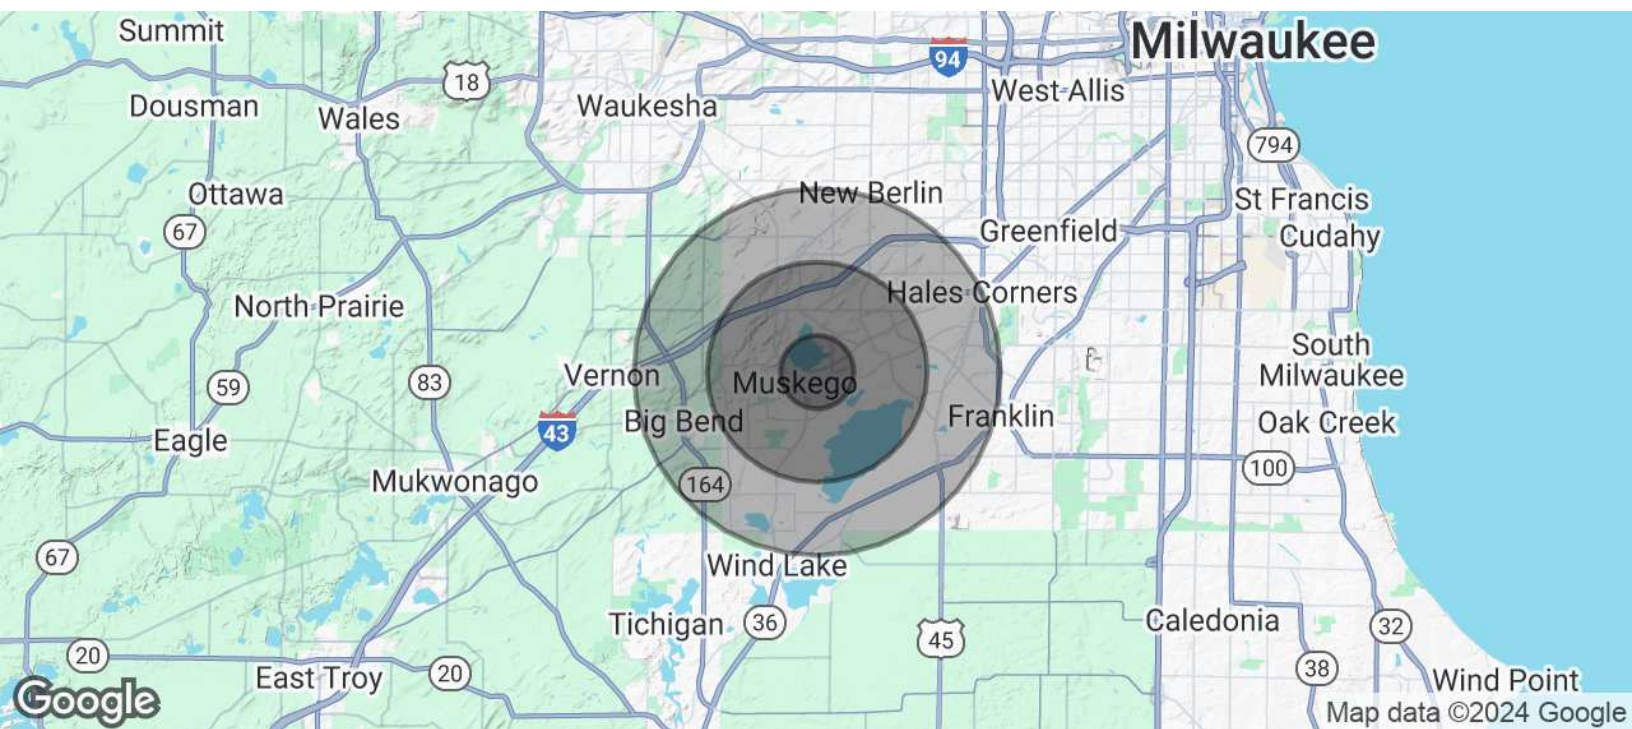 Summit
Milwaukee
94
18
West Allis
Dousman
Wales
Waukesha
794
Ottawa
New Berlin
St Francis
67
Greenfield
Cudahy
North Prairie
Hales Corners
South
Milwaukee
59
83
Vernon
Muskego
Big Bend
Franklin
Oak Creek
43
Eagle
100
Mukwonago
164
67
Wind Lake
Tichigan
36
45
Caledonia
32
20
East Troy
20
38
Wind Point
Google
Map data ©2024 Google